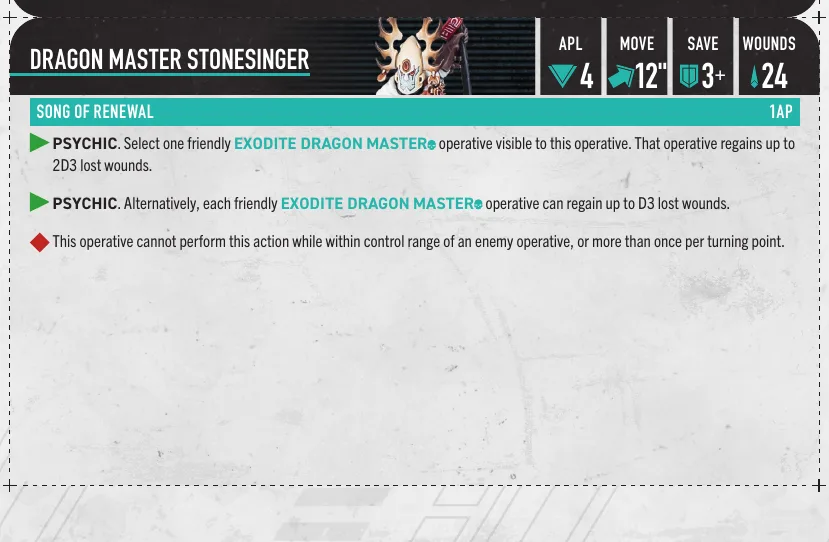 DRAGON MASTER STONESINGER
APL
4
MOVE
12"
SAVE
3+
WOUNDS
24
SONG OF RENEWAL 1AP
PSYCHIC. Select one friendly EXODITE DRAGON MASTER operative visible to this operative. That operative regains up to
2D3 lost wounds.
PSYCHIC. Alternatively, each friendly EXODITE DRAGON MASTER operative can regain up to D3 lost wounds.
This operative cannot perform this action while within control range of an enemy operative, or more than once per turning point.